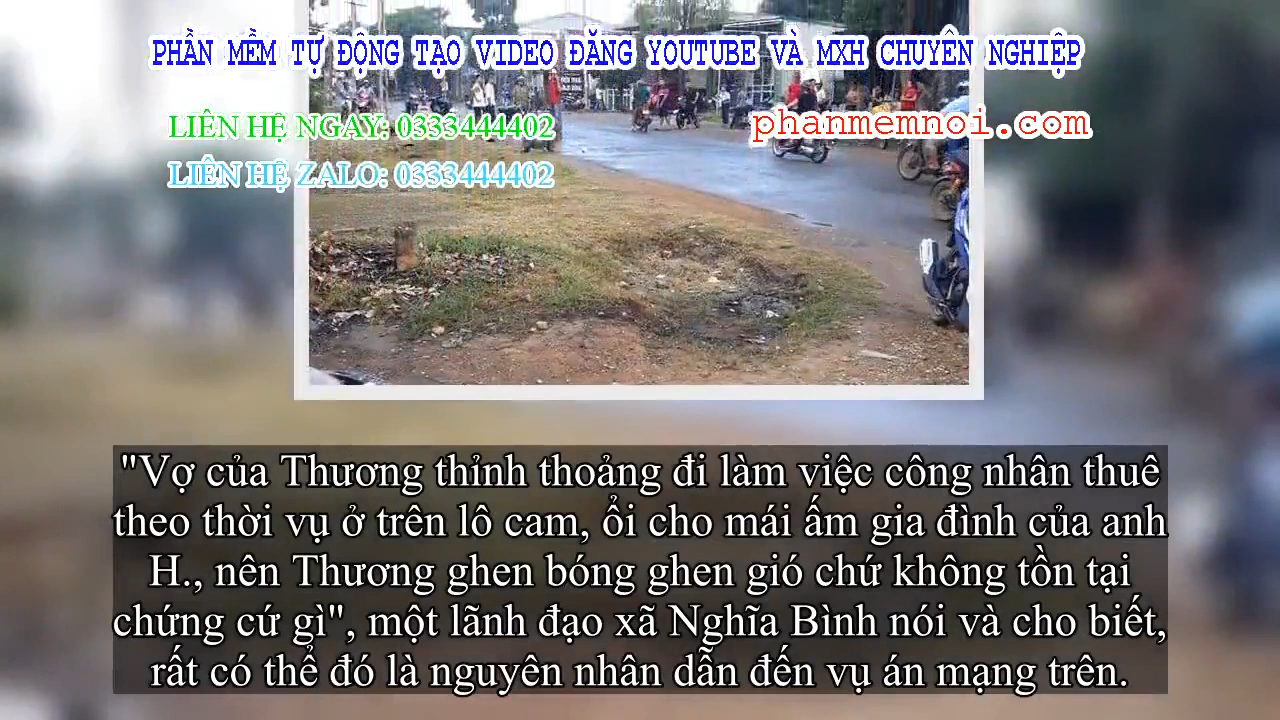 PHẦN MỀM TỰ ĐỘNG TẠO VIDEO ĐĂNG YOUTUBE VÀ MXH CHUYÊN NGHIỆP
LIÊN HỆ NGAY: 0333444402
phanmemnoi.com
LIÊN HỆ ZALO: 0333444402
"Vợ của Thương thỉnh thoảng đi làm việc công nhân thuê
theo thời vụ ở trên lô cam, ổi cho mái ấm gia đình của anh
H., nên Thương ghen bóng ghen gió chứ không tồn tại
chứng cứ gì", một lãnh đạo xã Nghĩa Bình nói và cho biết,
rất có thể đó là nguyên nhân dẫn đến vụ án mạng trên.